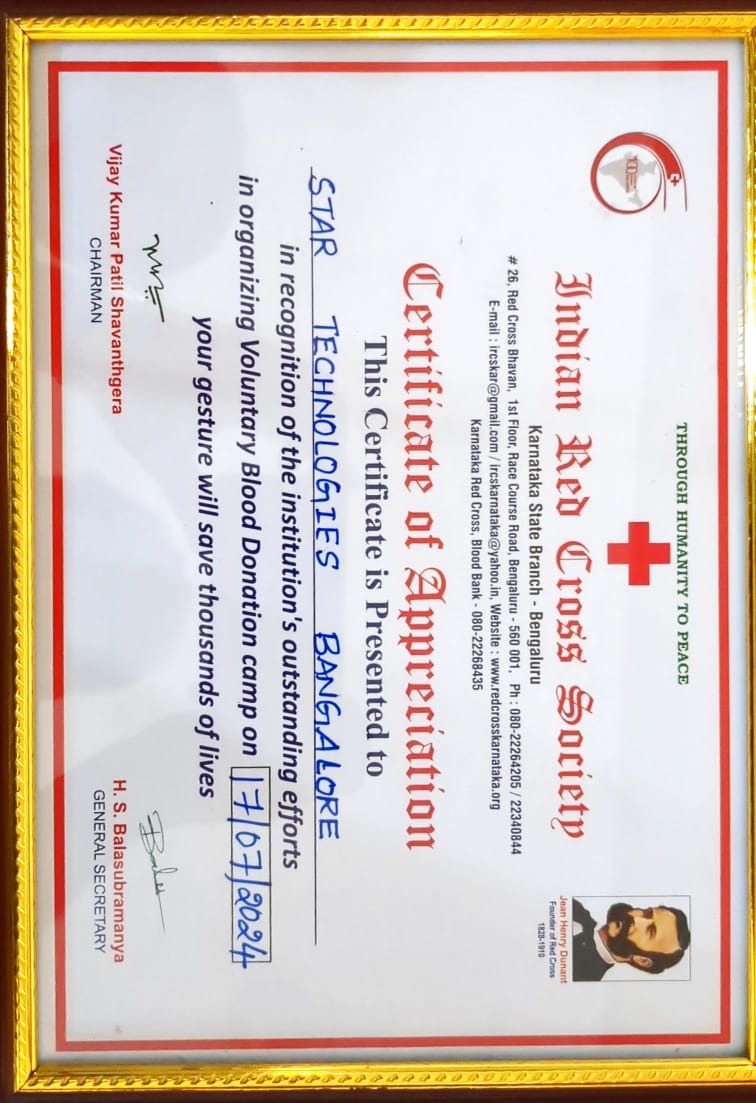 THROUGH HUMANITY TO PEACE
Indian Red Cross Society
Karnataka State Branch - Bengaluru
# 26, Red Cross Bhavan, 1st Floor, Race Course Road, Bengaluru - 560 001, Ph : 080-22264205 / 22340844
E-mail : ircskar@gmail.com / ircskarnataka@yahoo.in, Website : www.redcrosskarnataka.org
Karnataka Red Cross, Blood Bank - 080-22268435
Jean Henry Dunant
Founder of Red Cross
1828-1910
Certificate of Appreciation
This Certificate is Presented to
STAR TECHNOLOGIES BANGALORE
in recognition of the institution's outstanding efforts
in organizing Voluntary Blood Donation camp on 17/07/2024
your gesture will save thousands of lives
Vijay Kumar Patil Shavanthgera
CHAIRMAN
H. S. Balasubramanya
GENERAL SECRETARY